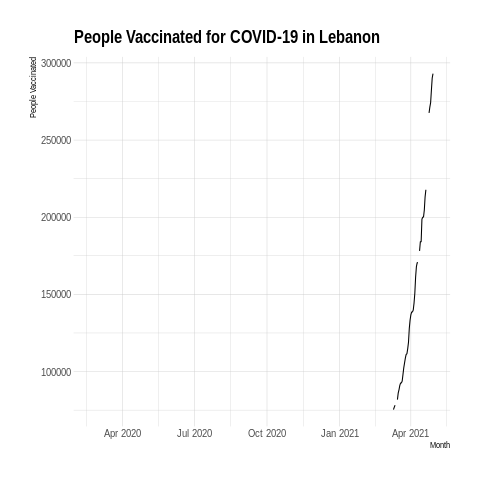 People Vaccinated for COVID-19 in Lebanon
People Vaccinated
300000
250000
200000
150000
100000
Apr 2020 Jul 2020 Oct 2020 Jan 2021 Apr 2021
Month